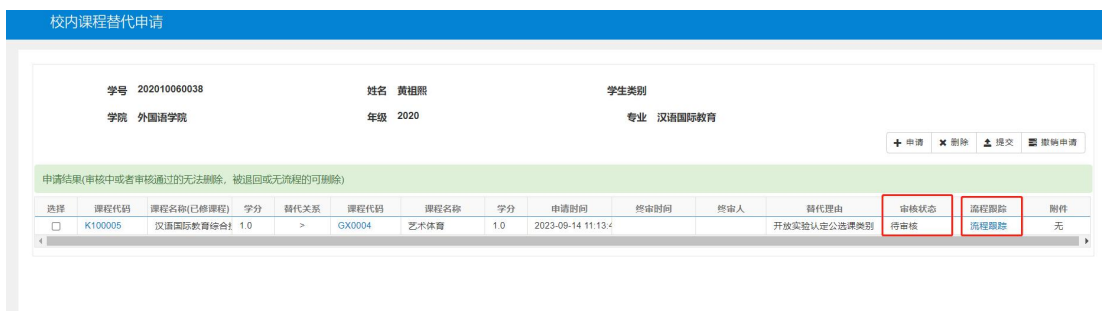 校内课程替代申请
学号 202010060038 姓名 黄祖熙 学生类别
学院 外国语学院 年级 2020 专业 汉语国际教育
申请 删除 提交 撤销申请
申请结果(审核中或者审核通过的无法删除，被退回或无流程的可删除)
选择 课程代码 课程名称(已修课程) 学分 替代关系 课程代码 课程名称 学分 申请时间 终审时间 终审人 替代理由 审核状态 流程跟踪 附件
K100005 汉语国际教育综合 1.0 > GX0004 艺术体育 1.0 2023-09-14 11:13:4 开放实验认定公选课类别 待审核 流程跟踪 无